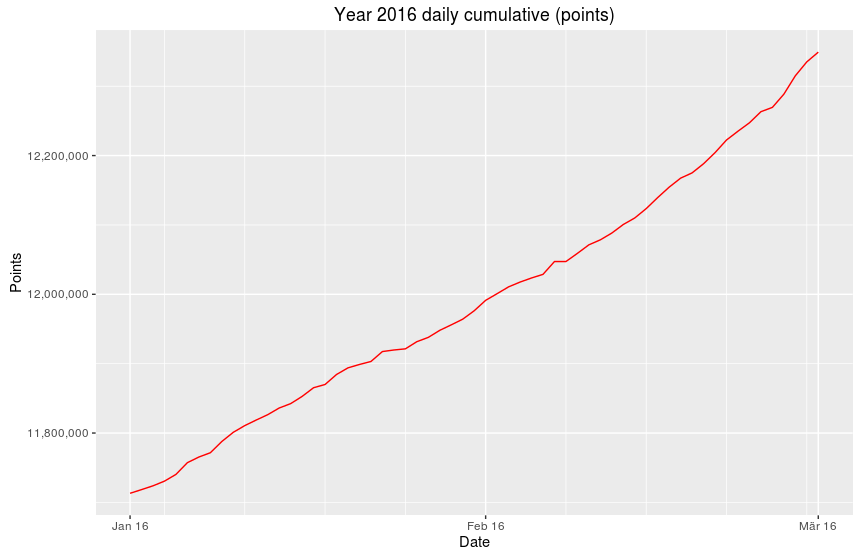 Year 2016 daily cumulative (points)
Points
12,200,000
12,000,000
11,800,000
Jan 16
Feb 16
Mär 16
Date